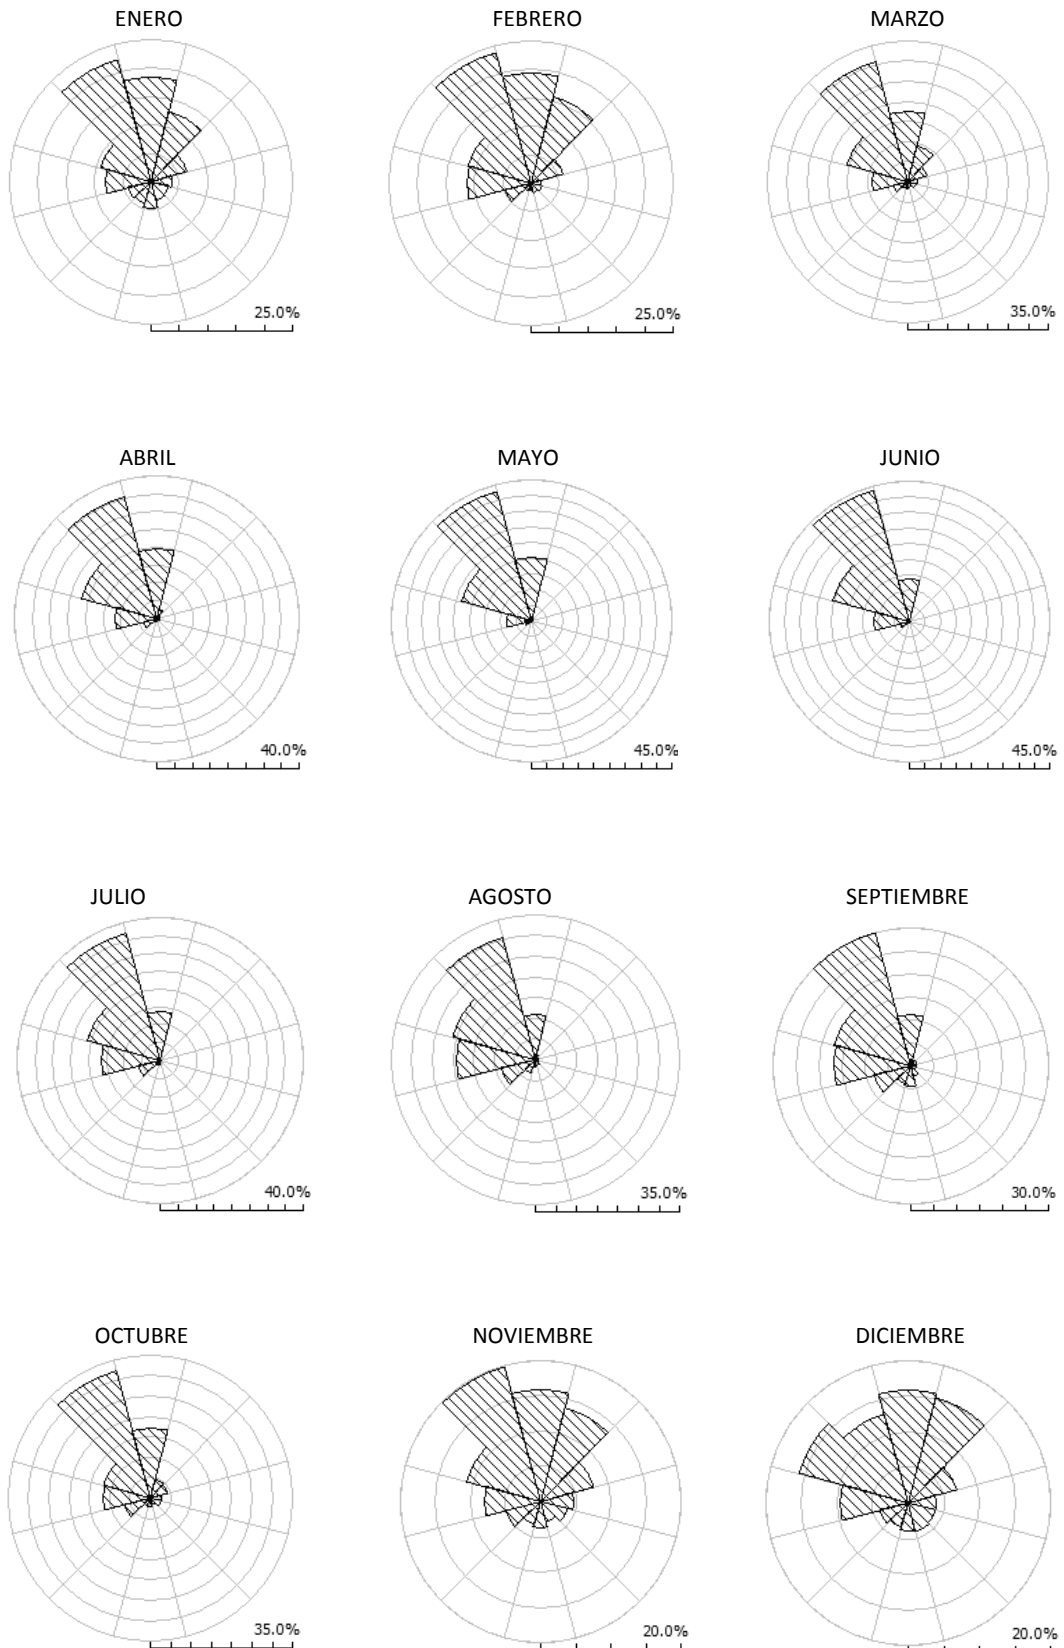 ENERO
FEBRERO
MARZO
25.0%
25.0%
35.0%
ABRIL
MAYO
JUNIO
40.0%
45.0%
45.0%
JULIO
AGOSTO
SEPTIEMBRE
40.0%
35.0%
30.0%
OCTUBRE
NOVIEMBRE
DICIEMBRE
35.0%
20.0%
20.0%